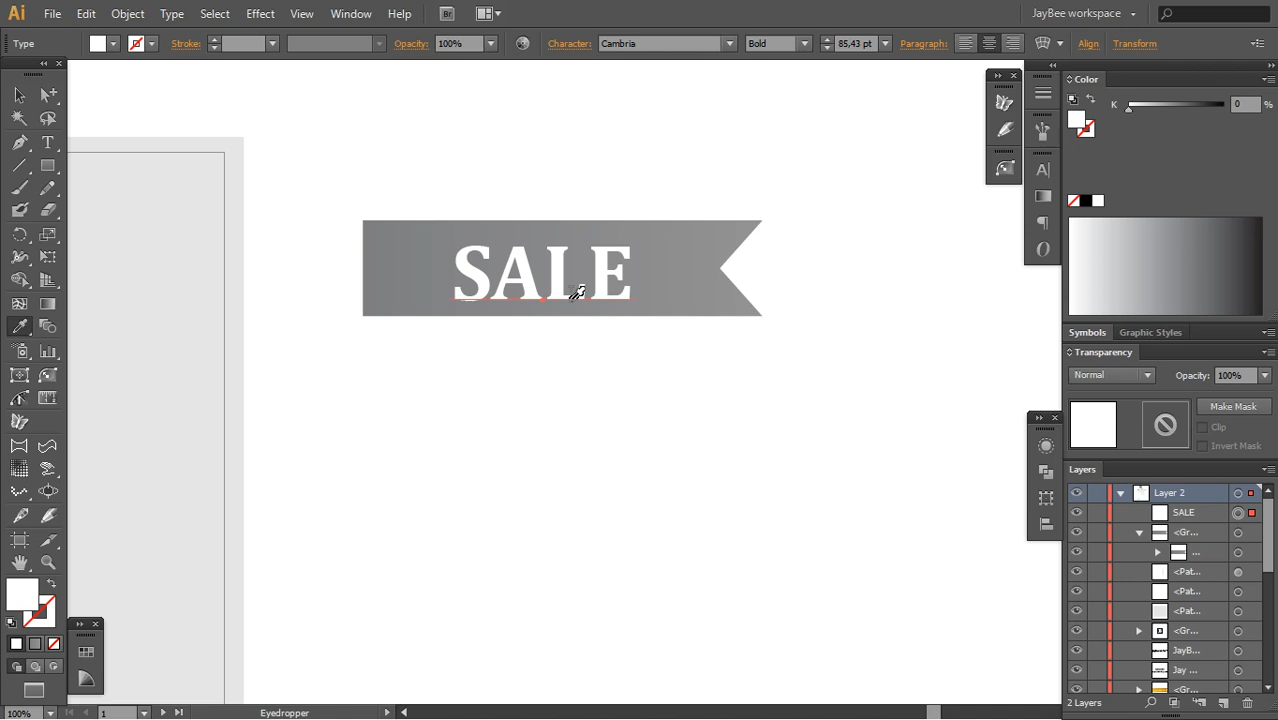 Ai File Edit Object Type Select Effect View Window Help Br JayBee workspace
Type Stroke: Opacity: 100% Character: Cambria Bold 85,43 pt Paragraph: Align Transform
Color
K 0 %
SALE
Symbols Graphic Styles
Transparency
Normal Opacity: 100%
Make Mask
Clip
Invert Mask
Layers
Layer 2
SALE
<Gr...
...
<Pat...
<Pat...
<Pat...
<Gr...
JayB...
Jay ...
<Gr...
2 Layers
100% 1 Eyedropper